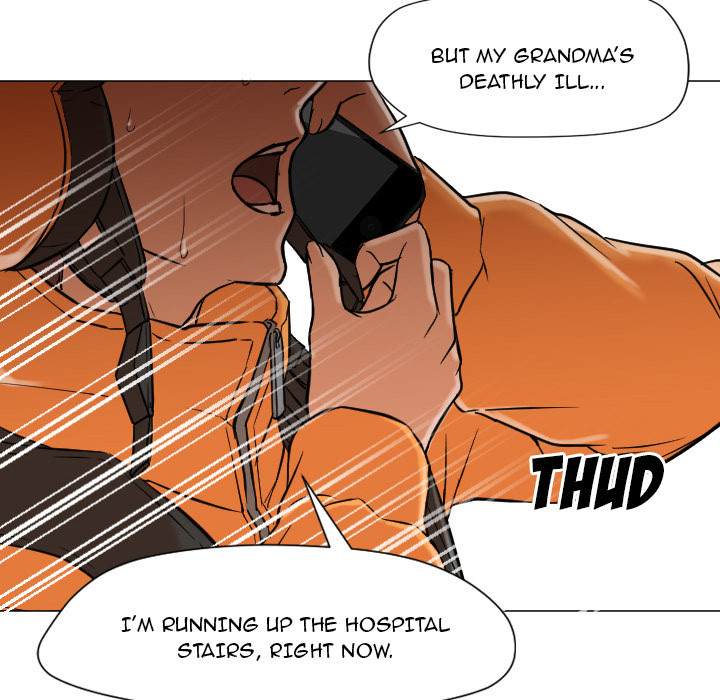 BUT MY GRANDMA'S
DEATHLY ILL...
THUD
I'M RUNNING UP THE HOSPITAL
STAIRS, RIGHT NOW.